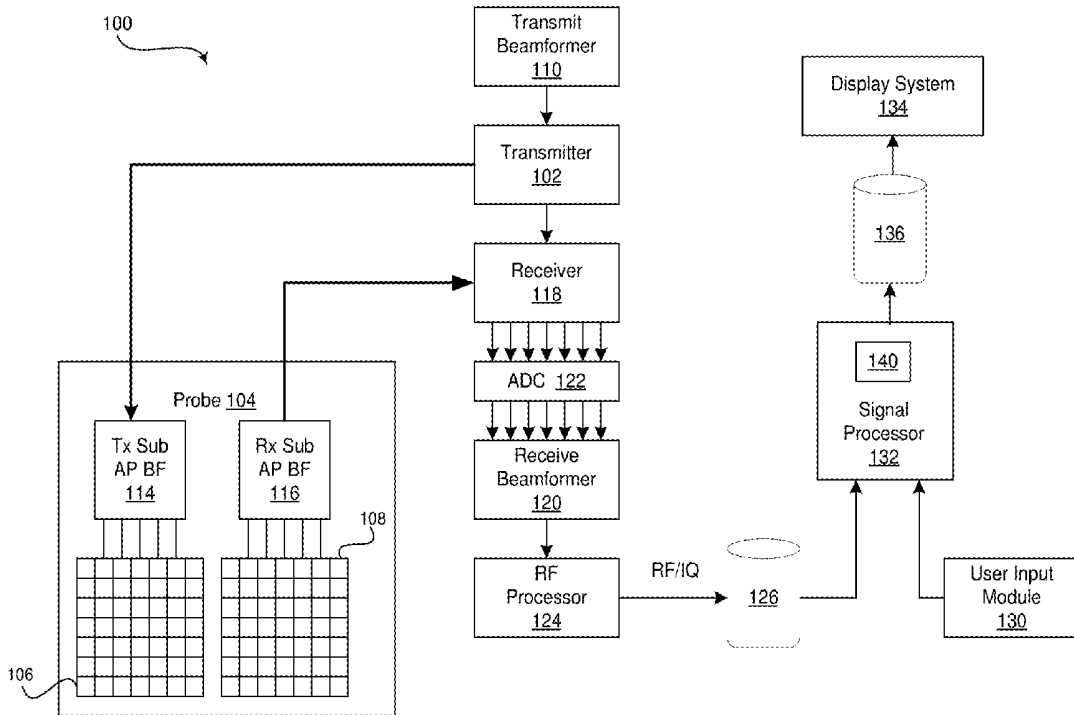 100
Transmit
Beamformer
110
Transmitter
102
Receiver
118
ADC 122
Receive
Beamformer
120
RF
Processor
124
RF/IQ
126
Probe 104
Tx Sub
AP BF
114
Rx Sub
AP BF
116
108
106
Display System
134
136
140
Signal
Processor
132
User Input
Module
130